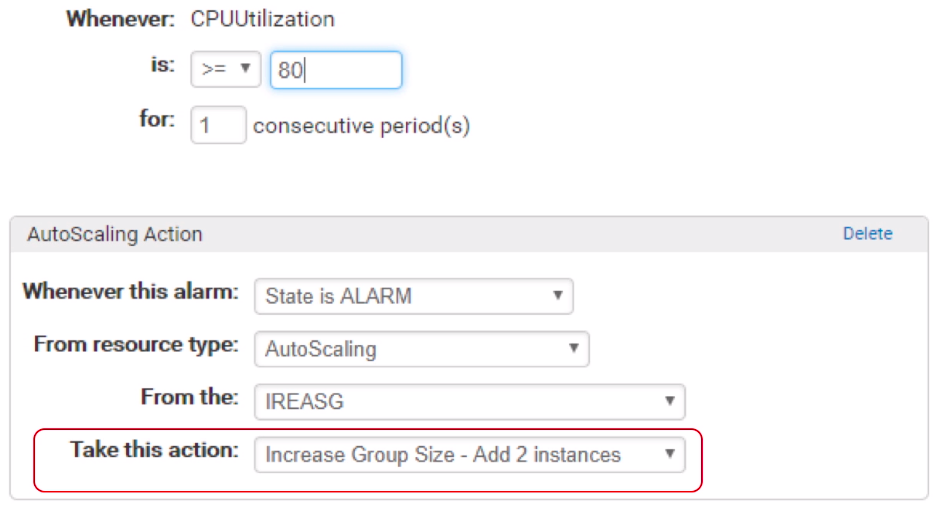 Whenever: CPUUtilization
is: >= 80
for: 1 consecutive period(s)
AutoScaling Action Delete
Whenever this alarm: State is ALARM
From resource type: AutoScaling
From the: IREASG
Take this action: Increase Group Size - Add 2 instances